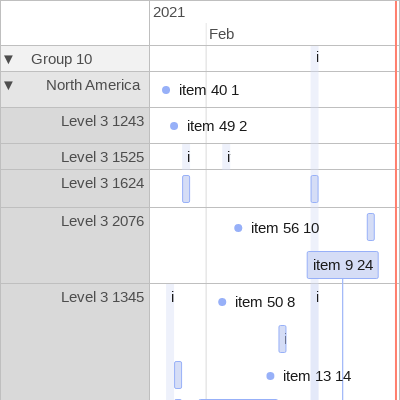 2021
Feb
▼ Group 10 i
▼ North America item 40 1
Level 3 1243 item 49 2
Level 3 1525 i i
Level 3 1624
Level 3 2076 item 56 10
item 9 24
Level 3 1345 i item 50 8 i
i
item 13 14